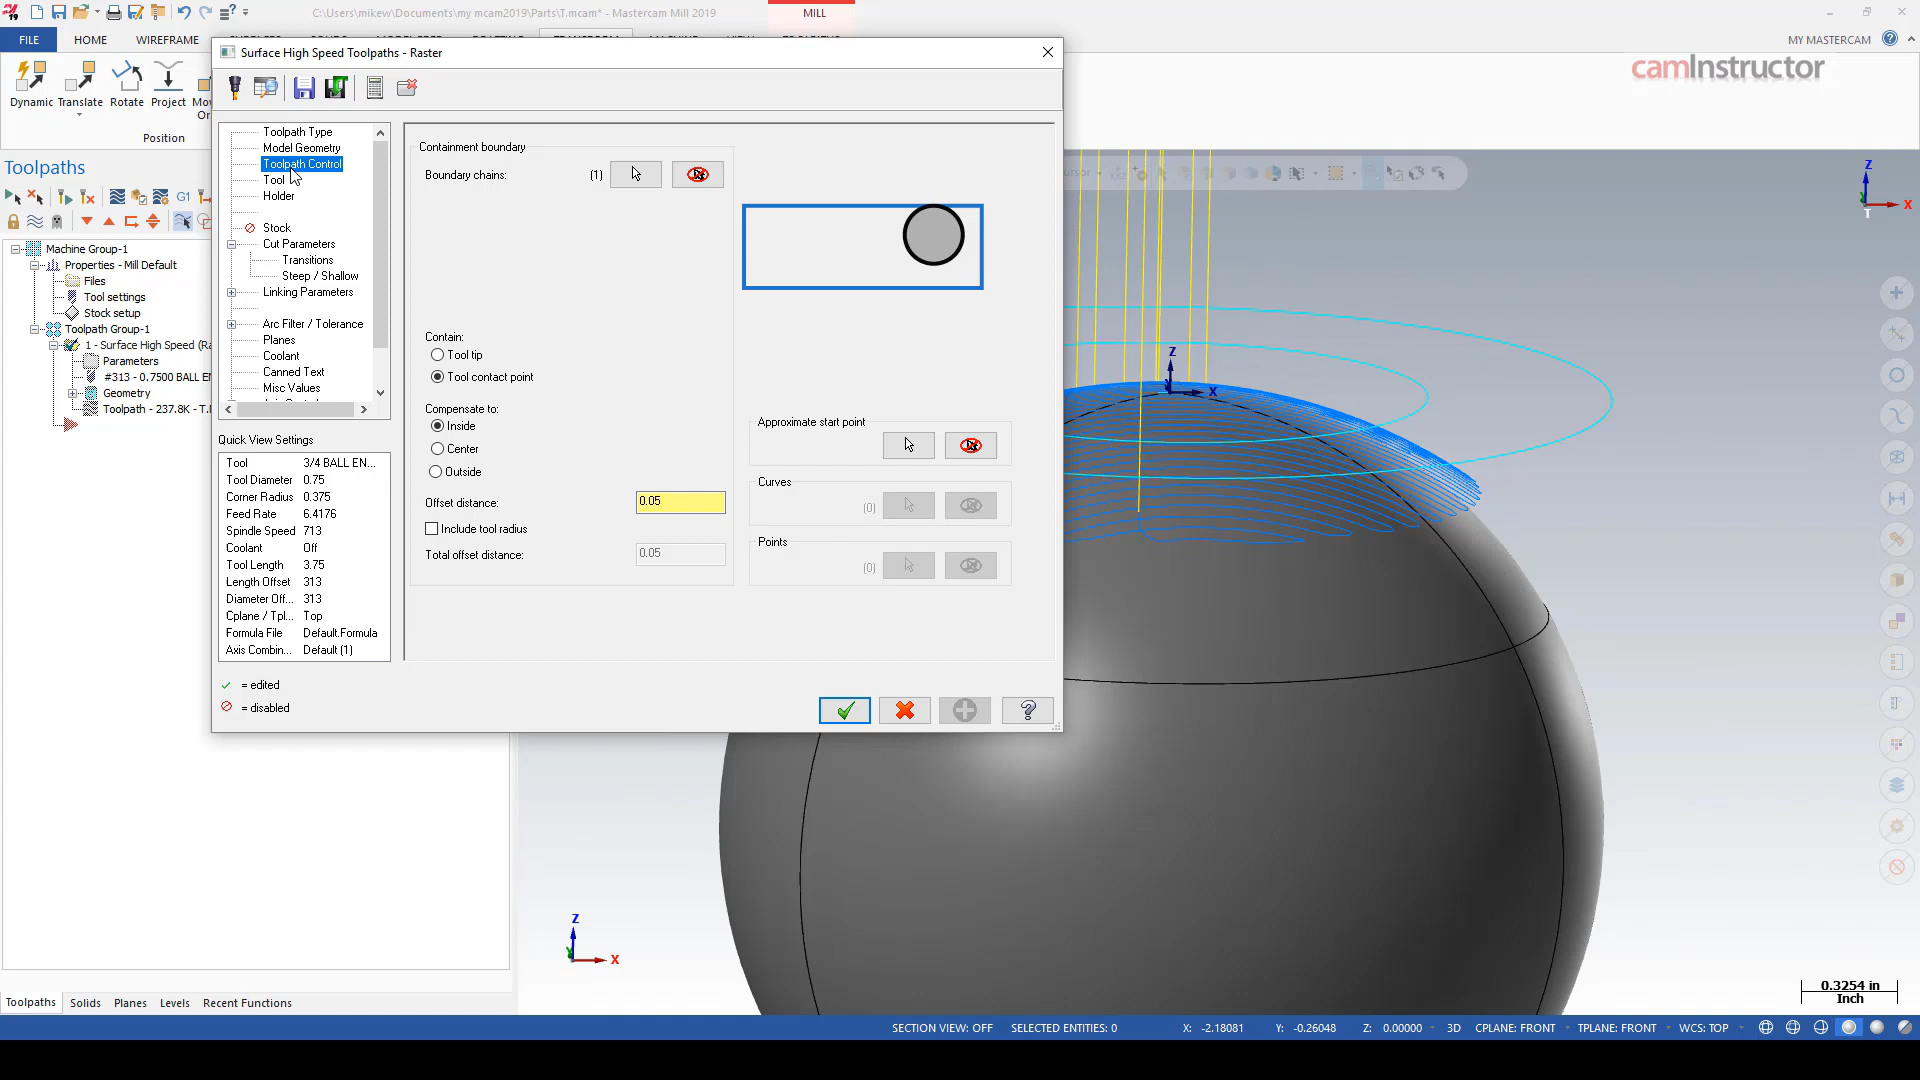 C:\Users\mikew\Documents\my mcam2019\Parts\T.mcam* - Mastercam Mill 2019
MILL
FILE
HOME
WIREFRAME
MY MASTERCAM
camInstructor
Dynamic
Translate
Rotate
Project
Position
Surface High Speed Toolpaths - Raster
Toolpaths
G1
Machine Group-1
Properties - Mill Default
Files
Tool settings
Stock setup
Toolpath Group-1
1 - Surface High Speed (Ra
Parameters
#313 - 0.7500 BALL EN
Geometry
Toolpath - 237.8K - T.
Toolpath Type
Model Geometry
Toolpath Control
Tool
Holder
Stock
Cut Parameters
Transitions
Steep / Shallow
Linking Parameters
Arc Filter / Tolerance
Planes
Coolant
Canned Text
Misc Values
Quick View Settings
Tool 3/4 BALL EN...
Tool Diameter 0.75
Corner Radius 0.375
Feed Rate 6.4176
Spindle Speed 713
Coolant Off
Tool Length 3.75
Length Offset 313
Diameter Off... 313
Cplane / Tpl... Top
Formula File Default.Formula
Axis Combin... Default (1)
= edited
= disabled
Containment boundary
Boundary chains: (1)
Contain:
Tool tip
Tool contact point
Compensate to:
Inside
Center
Outside
Offset distance: 0.05
Include tool radius
Total offset distance: 0.05
Approximate start point
Curves
(0)
Points
(0)
Z
X
T
Z
X
Z
X
0.3254 in
Inch
Toolpaths
Solids
Planes
Levels
Recent Functions
SECTION VIEW: OFF
SELECTED ENTITIES: 0
X: -2.18081
Y: -0.26048
Z: 0.00000
3D
CPLANE: FRONT
TPLANE: FRONT
WCS: TOP